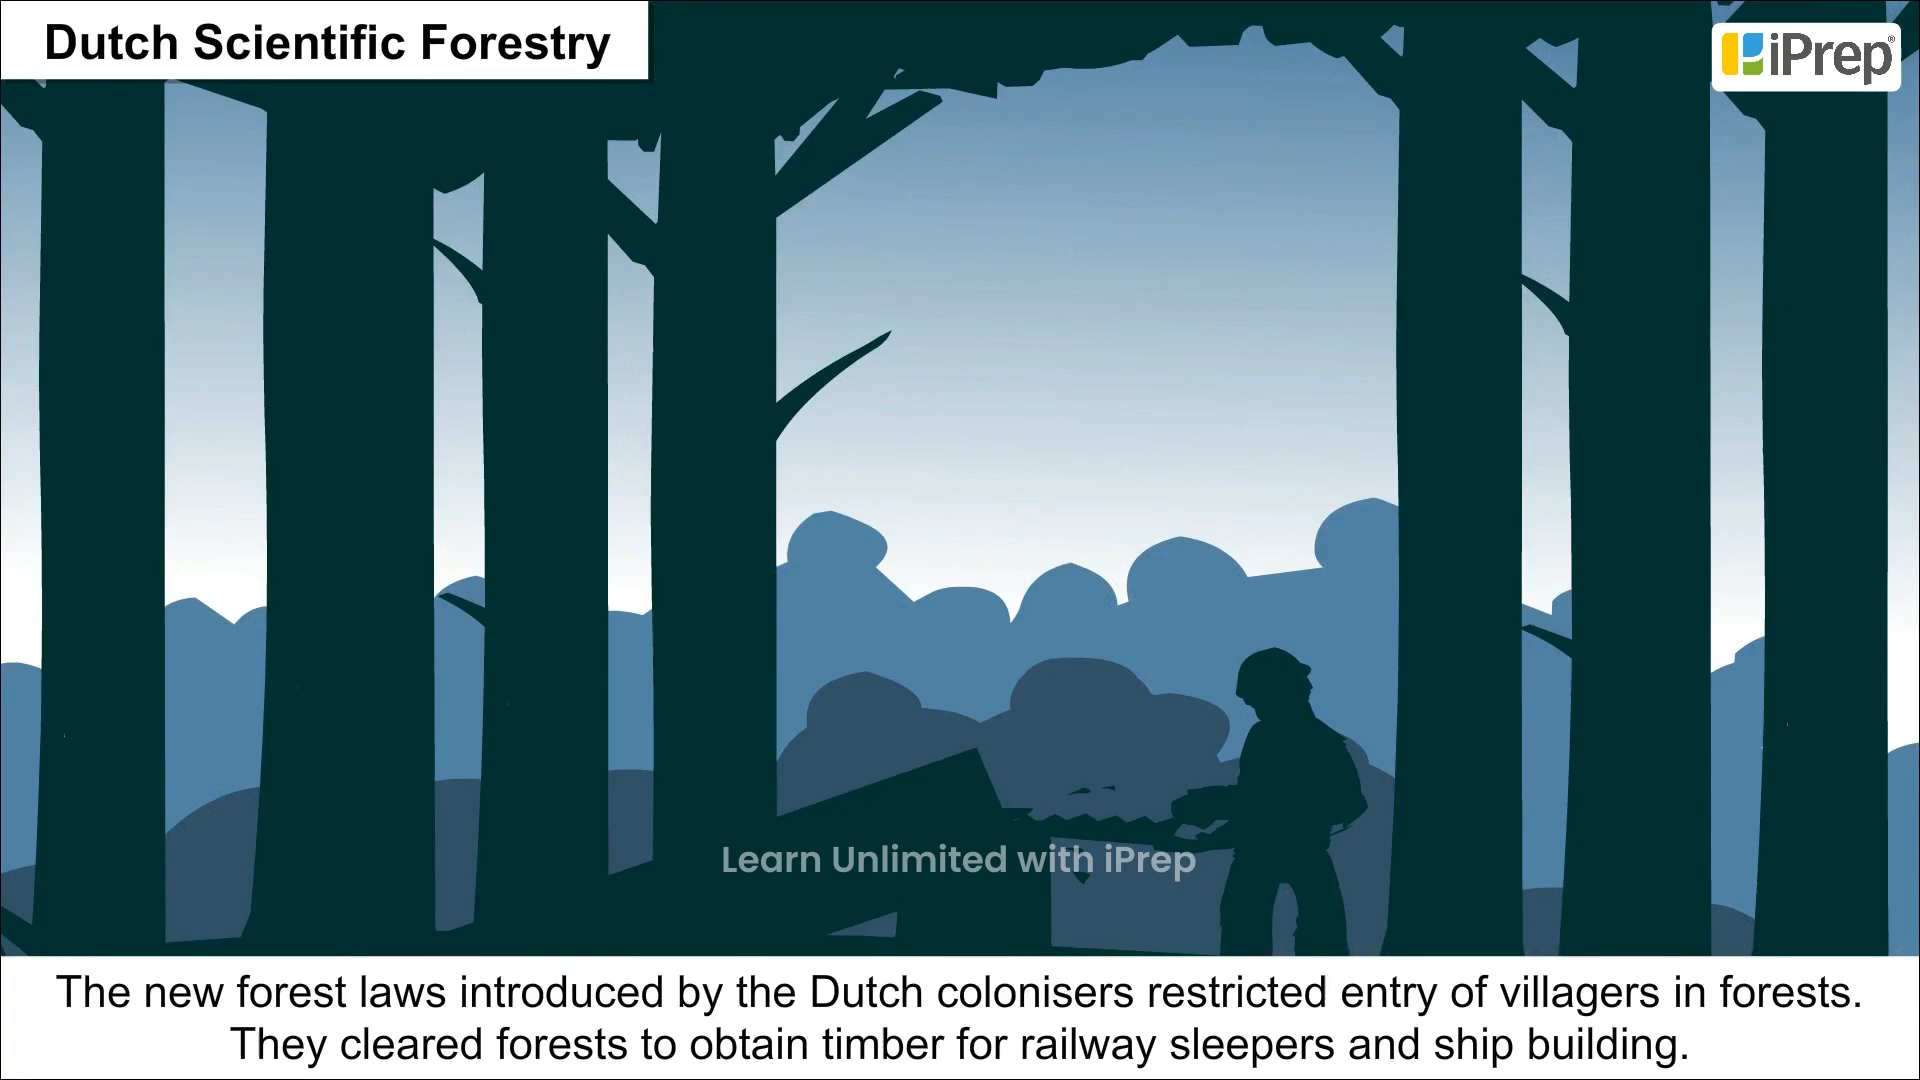 Dutch Scientific Forestry
iPrep®
Learn Unlimited with iPrep
The new forest laws introduced by the Dutch colonisers restricted entry of villagers in forests.
They cleared forests to obtain timber for railway sleepers and ship building.